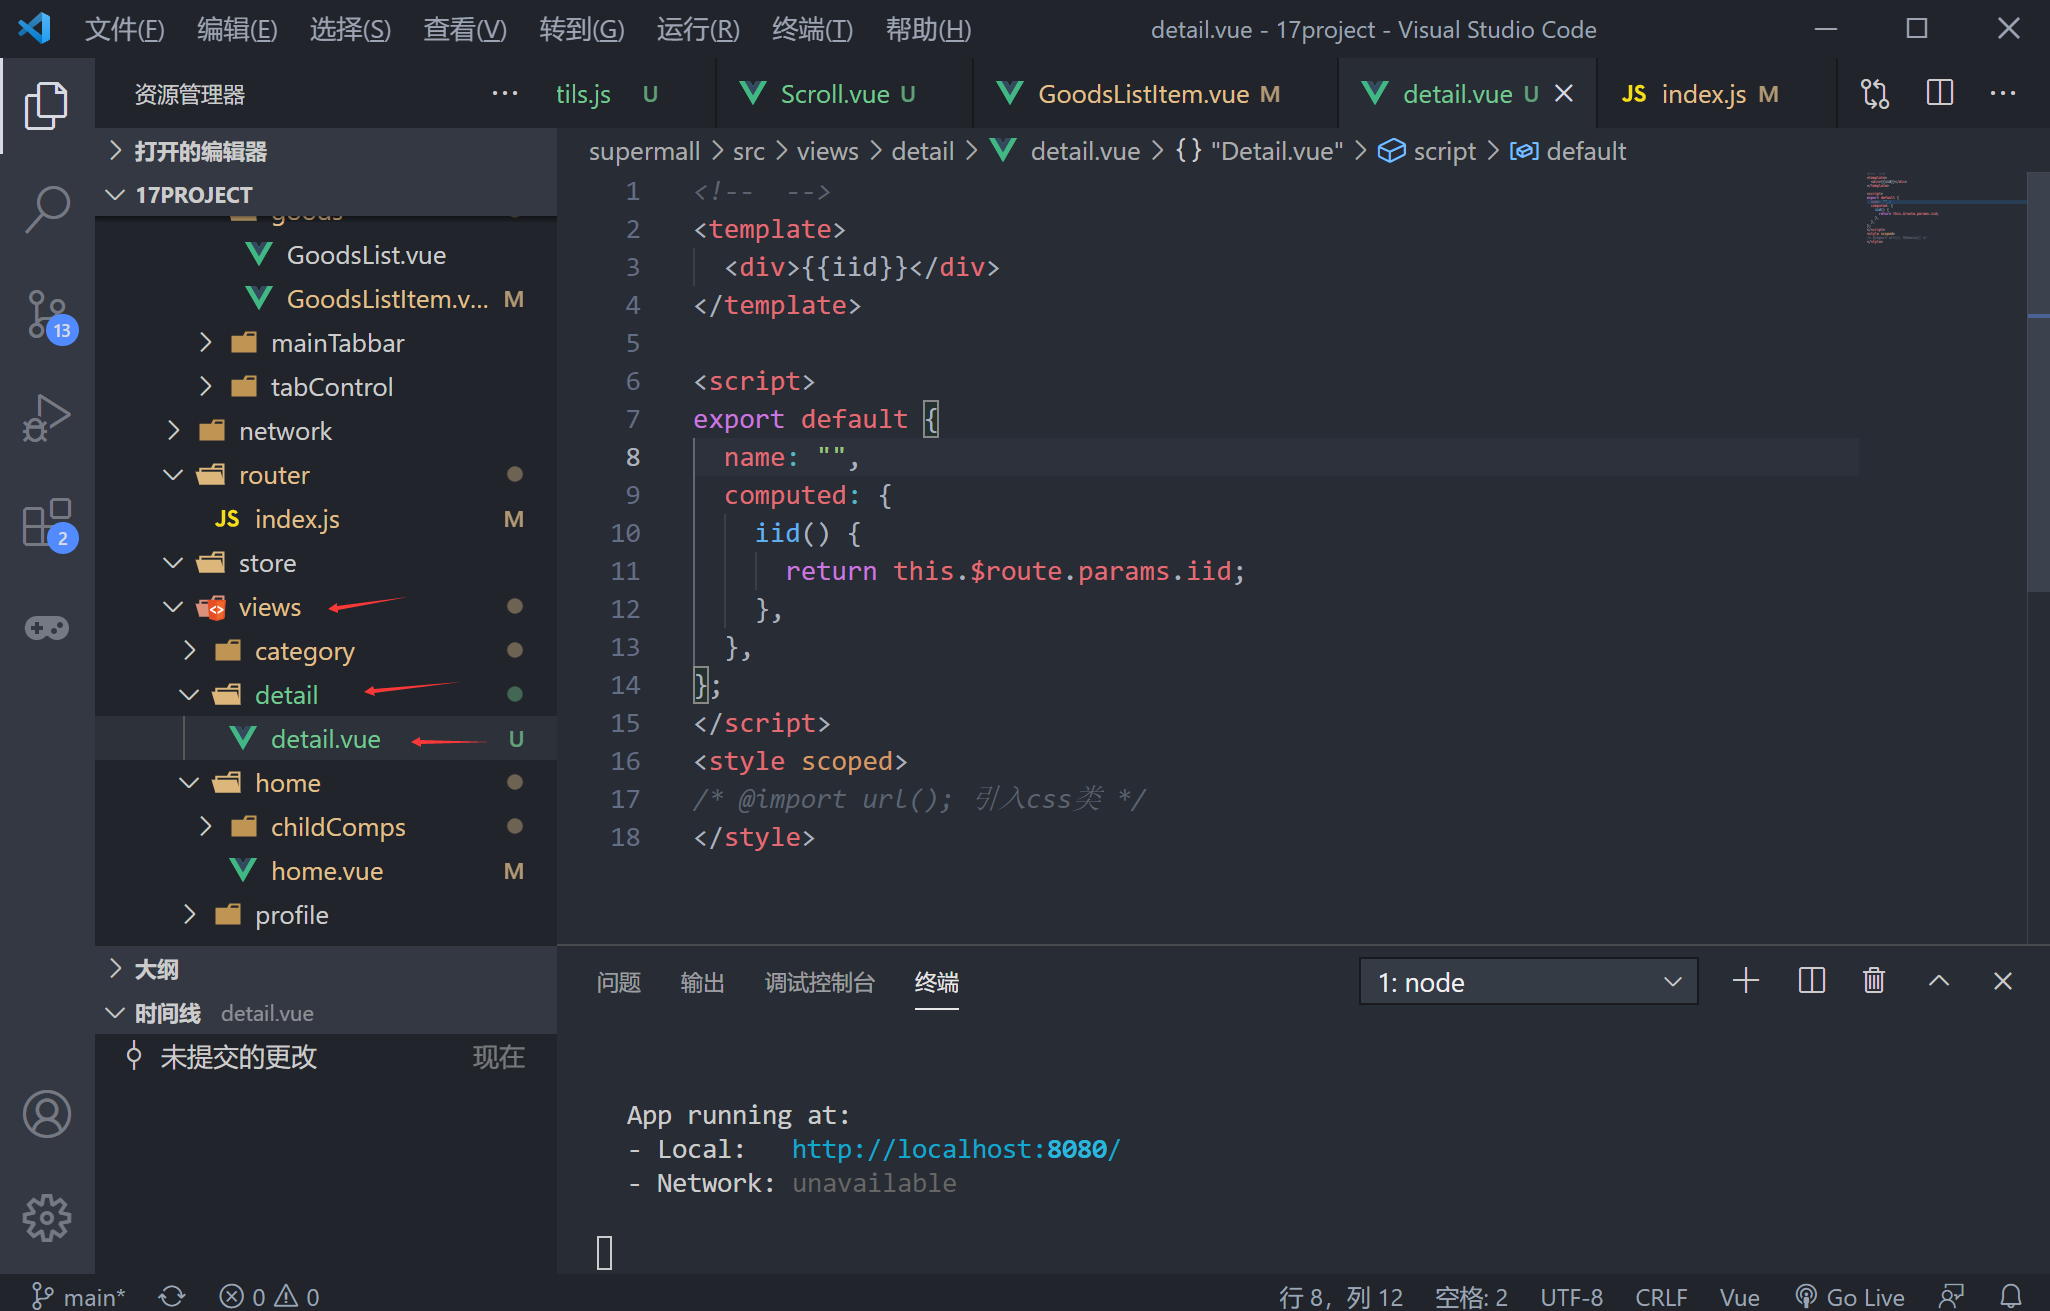 文件(F) 编辑(E) 选择(S) 查看(V) 转到(G) 运行(R) 终端(T) 帮助(H) detail.vue - 17project - Visual Studio Code
资源管理器 ··· tils.js U Scroll.vue U GoodsListItem.vue M detail.vue U JS index.js M ···
打开的编辑器
17PROJECT
goods
GoodsList.vue
GoodsListItem.v... M
mainTabbar
tabControl
network
router
JS index.js M
store
views
category
detail
detail.vue U
home
childComps
home.vue M
profile
大纲
时间线 detail.vue
未提交的更改 现在
13
2
supermall > src > views > detail > detail.vue > {} "Detail.vue" > script > default
1 <!--  -->
2 <template>
3   <div>{{iid}}</div>
4 </template>
5
6 <script>
7 export default {
8   name: "",
9   computed: {
10     iid() {
11       return this.$route.params.iid;
12     },
13   },
14 };
15 </script>
16 <style scoped>
17 /* @import url(); 引入css类 */
18 </style>
问题 输出 调试控制台 终端 1: node
App running at:
- Local:   http://localhost:8080/
- Network: unavailable
main* 0 0 行 8，列 12 空格: 2 UTF-8 CRLF Vue Go Live